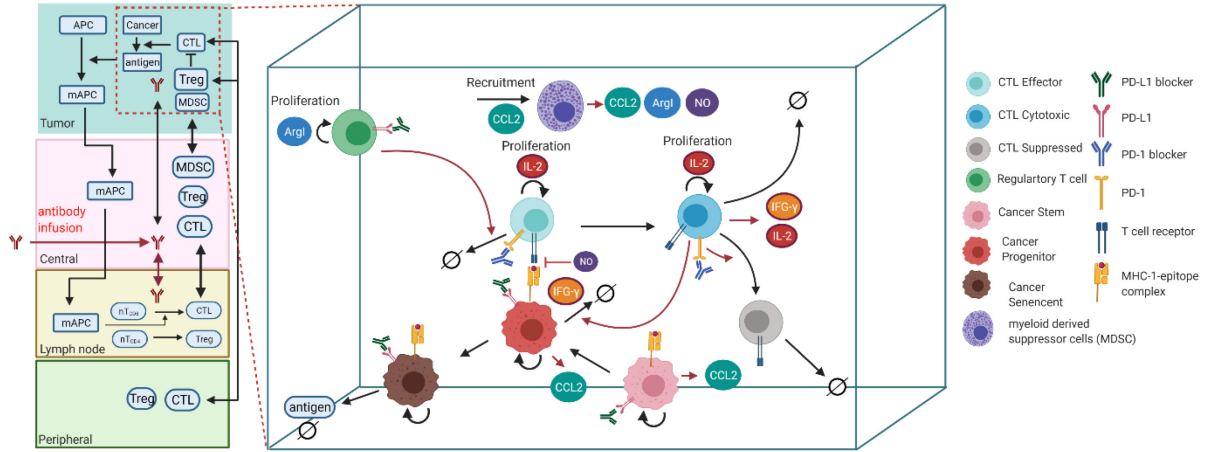 APC
Cancer
CTL
antigen
Treg
mAPC
MDSC
Tumor
MDSC
mAPC
Treg
antibody
infusion
CTL
Central
nT
CTL
mAPC
nT
Treg
Lymph node
Treg
CTL
Peripheral
Proliferation
ArgI
Recruitment
CCL2
CCL2
ArgI
NO
Proliferation
IL-2
Proliferation
IL-2
IFG-γ
IL-2
NO
IFG-γ
CCL2
CCL2
antigen
CTL Effector
CTL Cytotoxic
CTL Suppressed
Regulartory T cell
Cancer Stem
Cancer
Progenitor
Cancer
Senencent
myeloid derived
suppressor cells (MDSC)
PD-L1 blocker
PD-L1
PD-1 blocker
PD-1
T cell receptor
MHC-1-epitope
complex